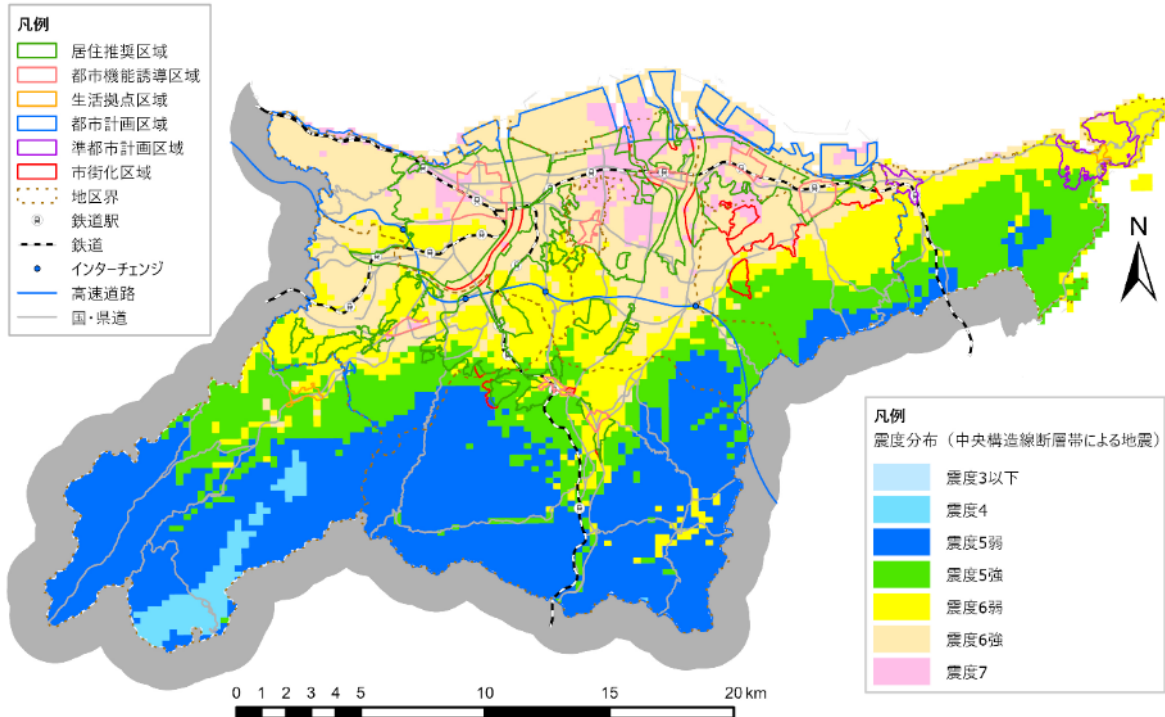 凡例
居住推奨区域
都市機能誘導区域
生活拠点区域
都市計画区域
準都市計画区域
市街化区域
地区界
鉄道駅
鉄道
インターチェンジ
高速道路
国・県道
N
凡例
震度分布（中央構造線断層帯による地震）
震度3以下
震度4
震度5弱
震度5強
震度6弱
震度6強
震度7
0 1 2 3 4 5 10 15 20 km